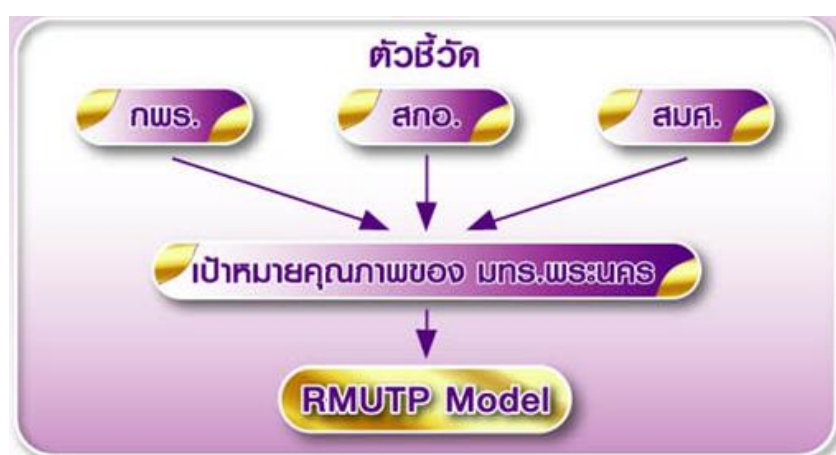 ตัวชี้วัด
กพร. สกอ. สมศ.
เป้าหมายคุณภาพของ มทร.พระนคร
RMUTP Model